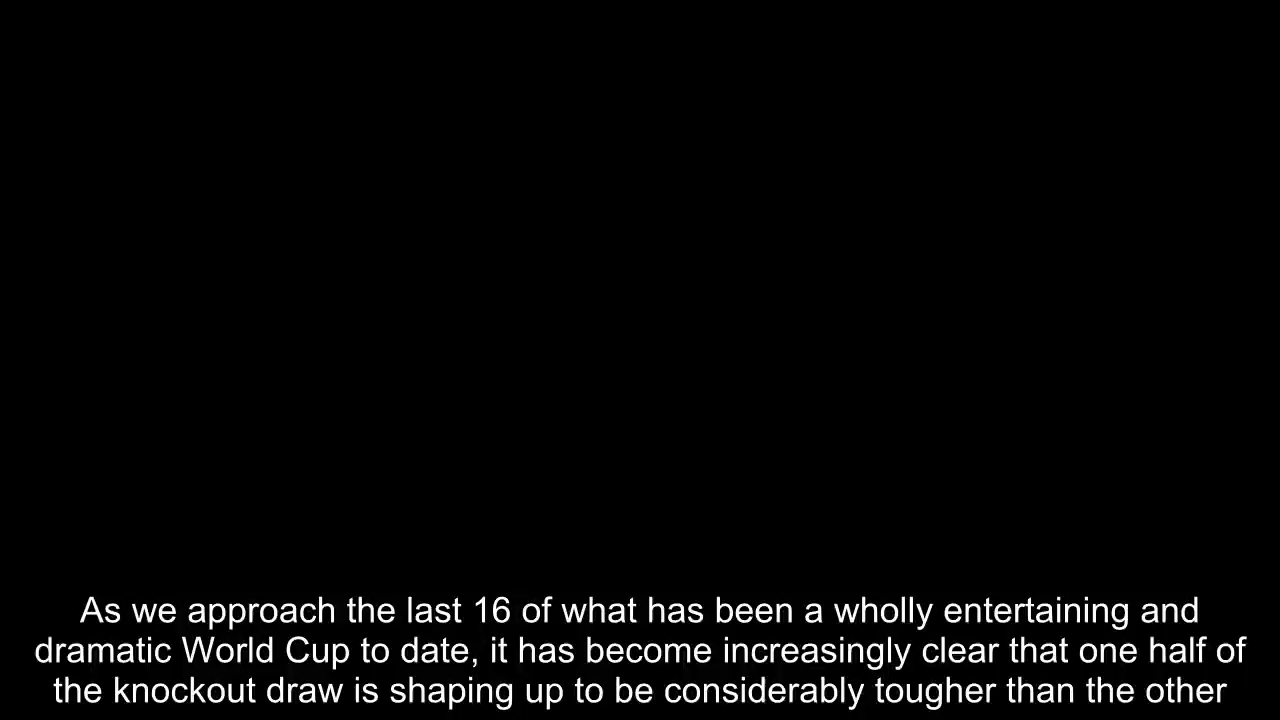 As we approach the last 16 of what has been a wholly entertaining and
dramatic World Cup to date, it has become increasingly clear that one half of
the knockout draw is shaping up to be considerably tougher than the other